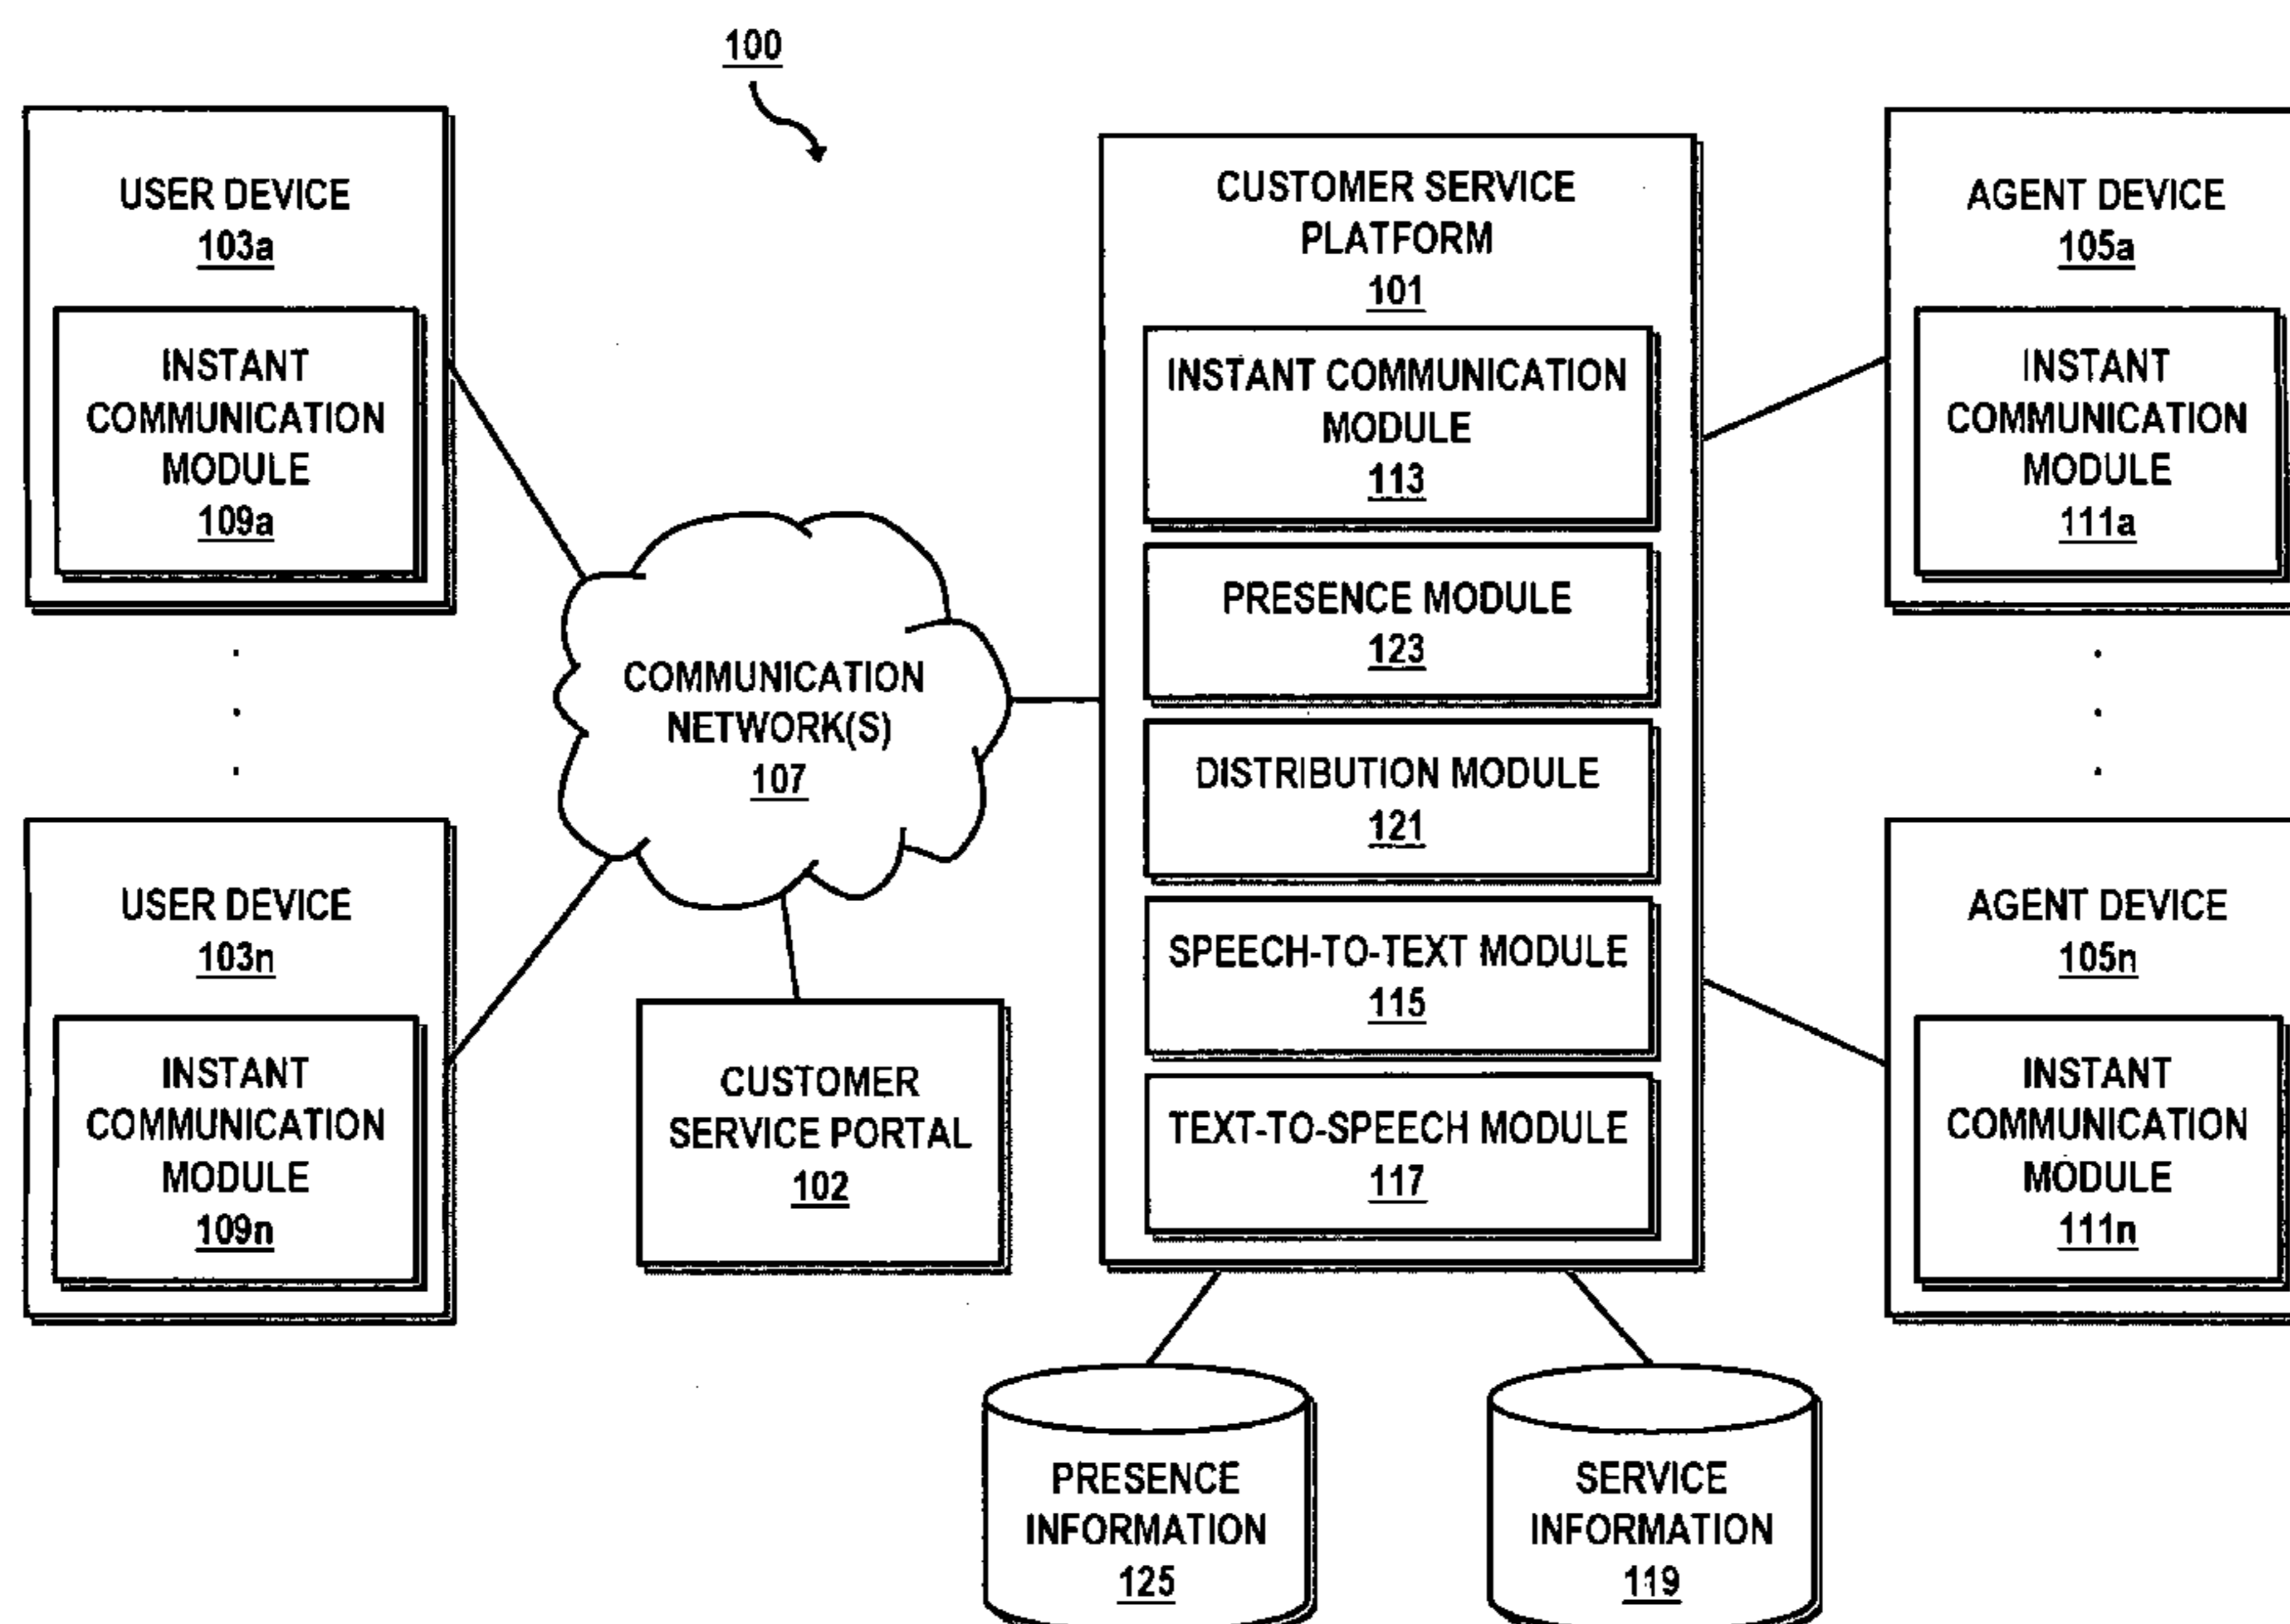 100
USER DEVICE
103a
INSTANT
COMMUNICATION
MODULE
109a
USER DEVICE
103n
INSTANT
COMMUNICATION
MODULE
109n
COMMUNICATION
NETWORK(S)
107
CUSTOMER
SERVICE PORTAL
102
CUSTOMER SERVICE
PLATFORM
101
INSTANT COMMUNICATION
MODULE
113
PRESENCE MODULE
123
DISTRIBUTION MODULE
121
SPEECH-TO-TEXT MODULE
115
TEXT-TO-SPEECH MODULE
117
PRESENCE
INFORMATION
125
SERVICE
INFORMATION
119
AGENT DEVICE
105a
INSTANT
COMMUNICATION
MODULE
111a
AGENT DEVICE
105n
INSTANT
COMMUNICATION
MODULE
111n